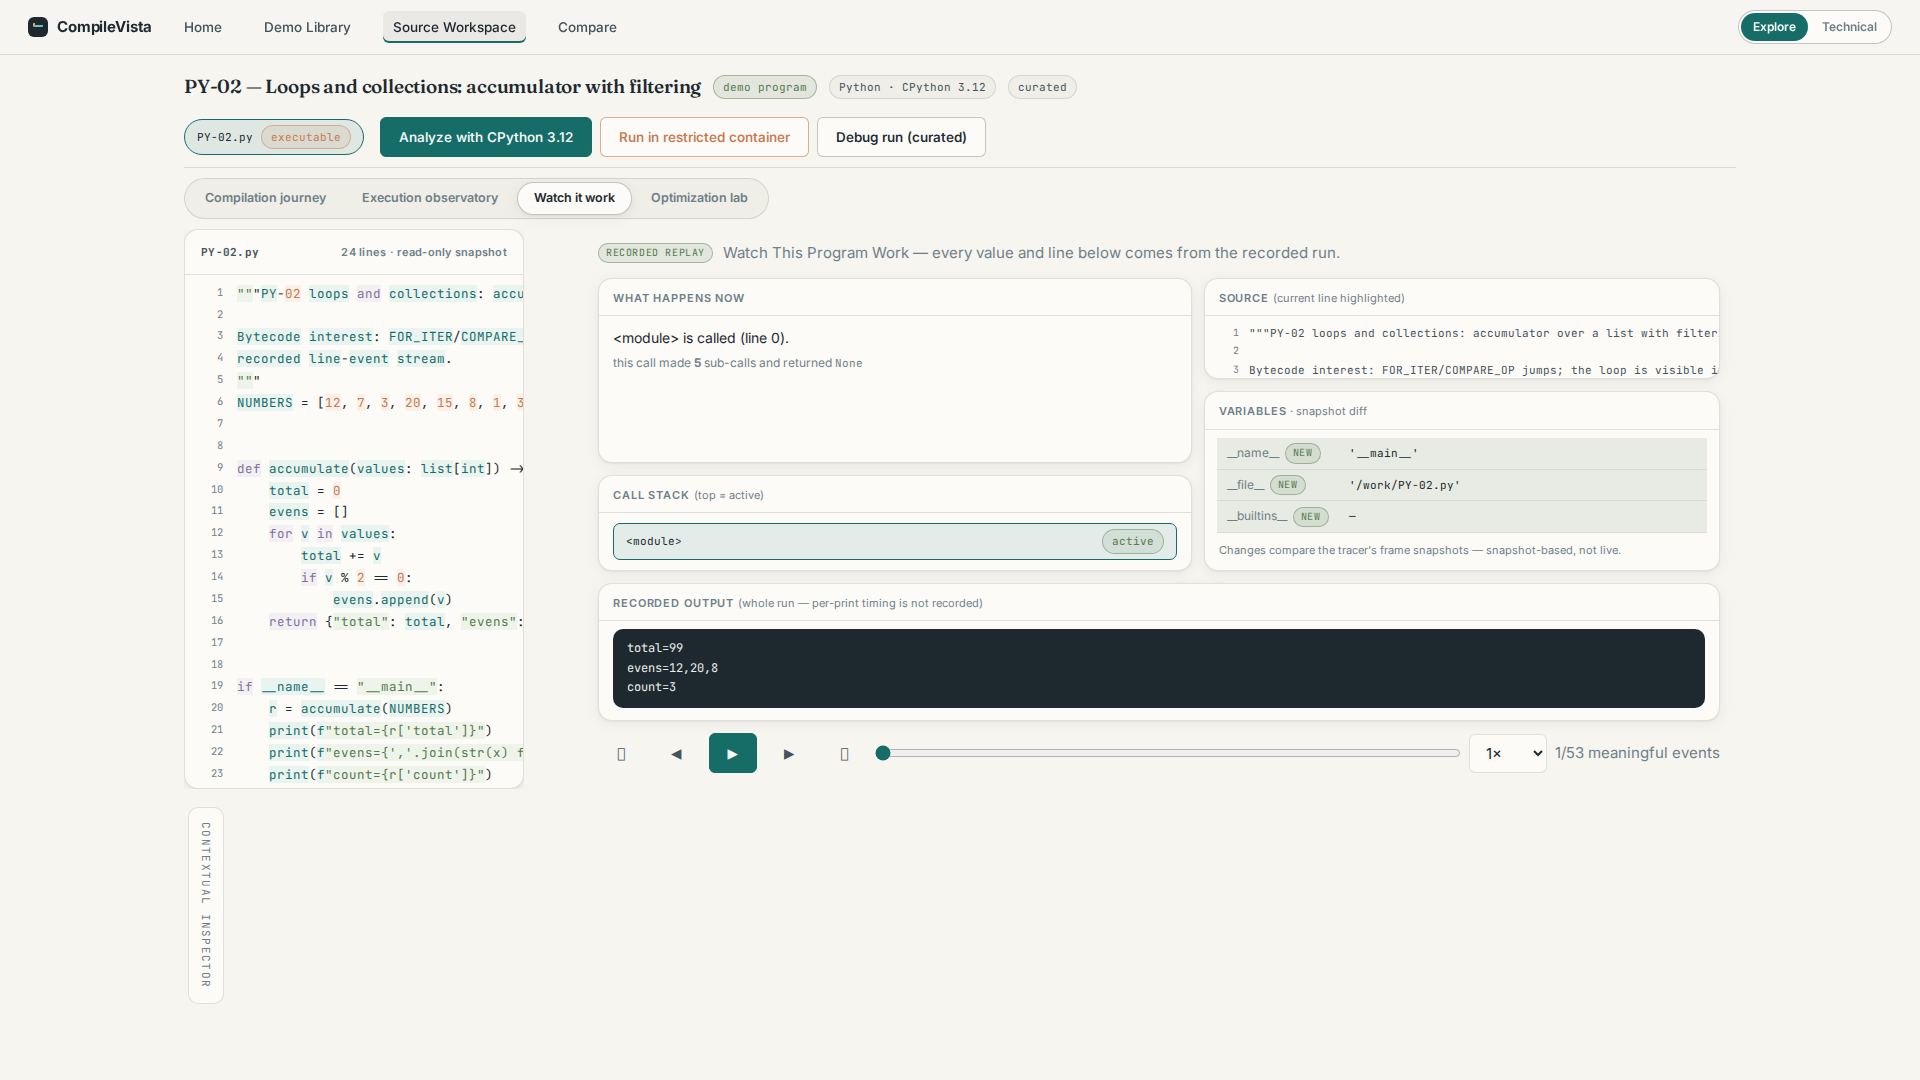 CompileVista
Home
Demo Library
Source Workspace
Compare
Explore
Technical
PY-02 — Loops and collections: accumulator with filtering
demo program
Python · CPython 3.12
curated
PY-02.py
executable
Analyze with CPython 3.12
Run in restricted container
Debug run (curated)
Compilation journey
Execution observatory
Watch it work
Optimization lab
PY-02.py
24 lines · read-only snapshot
1 """PY-02 loops and collections: accu
2
3 Bytecode interest: FOR_ITER/COMPARE_
4 recorded line-event stream.
5 """
6 NUMBERS = [12, 7, 3, 20, 15, 8, 1, 3
7
8
9 def accumulate(values: list[int]) ->
10 total = 0
11 evens = []
12 for v in values:
13 total += v
14 if v % 2 == 0:
15 evens.append(v)
16 return {"total": total, "evens":
17
18
19 if __name__ == "__main__":
20 r = accumulate(NUMBERS)
21 print(f"total={r['total']}")
22 print(f"evens={','.join(str(x) f
23 print(f"count={r['count']}")
CONTEXTUAL INSPECTOR
RECORDED REPLAY
Watch This Program Work — every value and line below comes from the recorded run.
WHAT HAPPENS NOW
<module> is called (line 0).
this call made 5 sub-calls and returned None
CALL STACK (top = active)
<module>
active
SOURCE (current line highlighted)
1 """PY-02 loops and collections: accumulator over a list with filter
2
3 Bytecode interest: FOR_ITER/COMPARE_OP jumps; the loop is visible i
VARIABLES · snapshot diff
__name__ NEW '__main__'
__file__ NEW '/work/PY-02.py'
__builtins__ NEW —
Changes compare the tracer's frame snapshots — snapshot-based, not live.
RECORDED OUTPUT (whole run — per-print timing is not recorded)
total=99
evens=12,20,8
count=3
1×
1/53 meaningful events